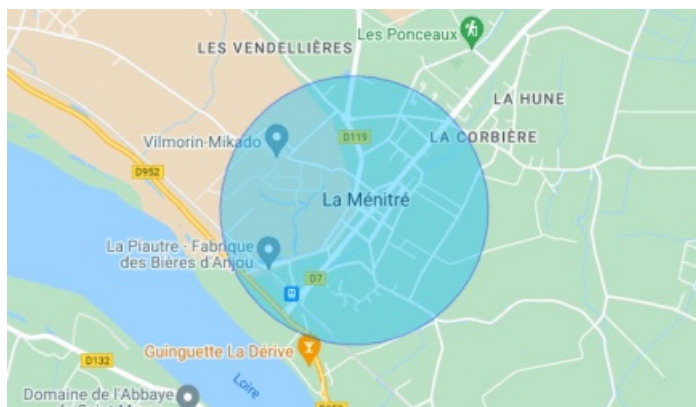 Les Ponceaux
LES VENDELLIÈRES
LA HUNE
D119
LA CORBIÈRE
Vilmorin-Mikado
D952
La Ménitré
La Piautre - Fabrique
des Bières d'Anjou
D7
Guinguette La Dérive
D132
Loire
Domaine de l'Abbaye